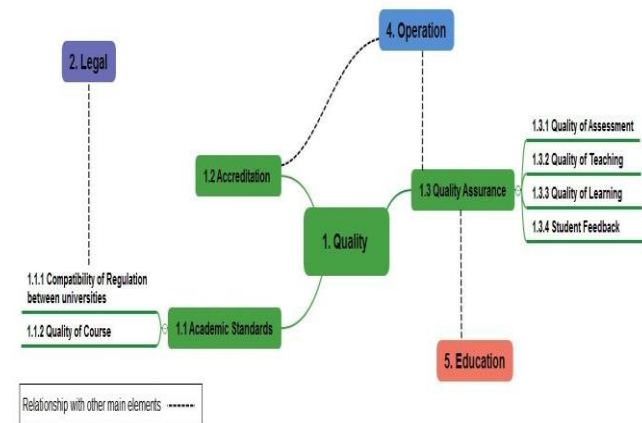 4. Operation
2. Legal
1.3.1 Quality of Assessment
1.3.2 Quality of Teaching
1.2 Accreditation
1.3 Quality Assurance
1.3.3 Quality of Learning
1.3.4 Student Feedback
1. Quality
1.1.1 Compatibility of Regulation
between universities
1.1.2 Quality of Course
1.1 Academic Standards
5. Education
Relationship with other main elements